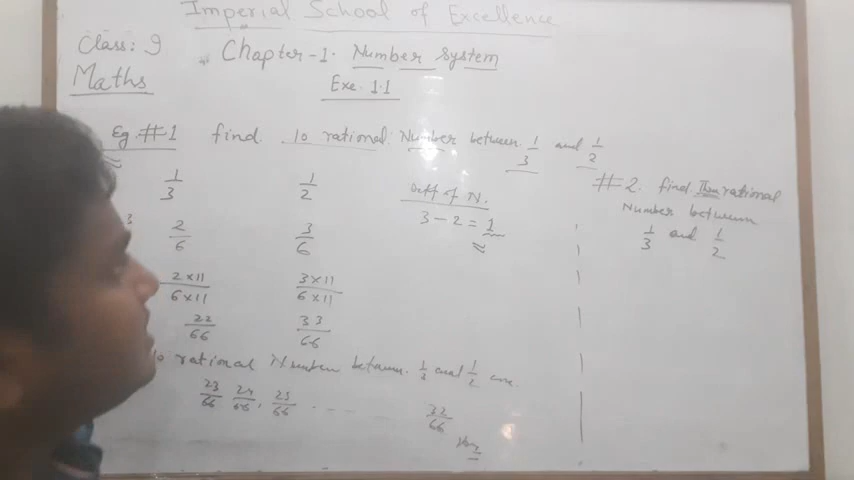 Imperial School of Excellence
Class: 9
Chapter-1. Number System
Maths
Exe. 1.1
Eg. #.1 find 10 rational Number between 1/3 and 1/2
1/3 1/2
Diff of N.
3 - 2 = 1
3
2/6 3/6
2×11/6×11 3×11/6×11
22/66 33/66
10 rational Number between 1/3 and 1/2 are
23/66 24/66, 25/66 - - - - 32/66
#2. find rational
Number between
1/3 and 1/2